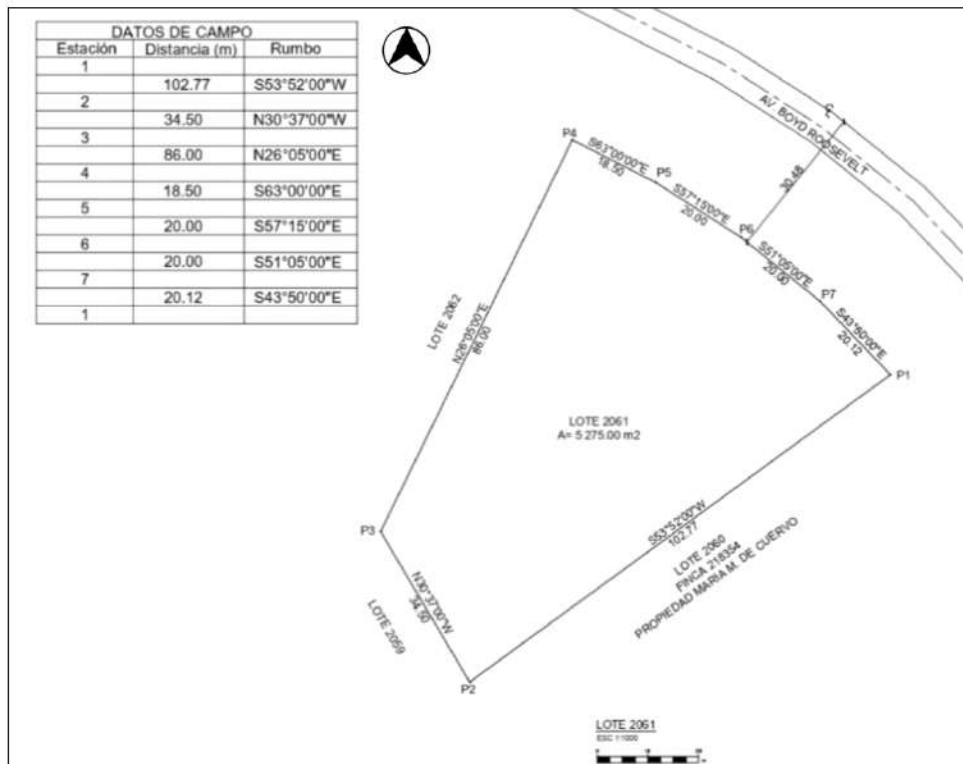 DATOS DE CAMPO
Estación Distancia (m) Rumbo
1
102.77 S53°52'00"W
2
34.50 N30°37'00"W
3
86.00 N26°05'00"E
4
18.50 S63°00'00"E
5
20.00 S57°15'00"E
6
20.00 S51°05'00"E
7
20.12 S43°50'00"E
1
AV. BOYD ROOSEVELT
30.48
P4
S63°00'00"E
18.50
P5
S57°15'00"E
20.00
P6
S51°05'00"E
20.00
P7
S43°50'00"E
20.12
P1
LOTE 2062
N26°05'00"E
86.00
LOTE 2061
A= 5 275.00 m2
P3
S53°52'00"W
102.77
LOTE 2060
FINCA 218354
PROPIEDAD MARIA M. DE CUERVO
N30°37'00"W
34.50
LOTE 2059
P2
LOTE 2061
ESC 1:1000